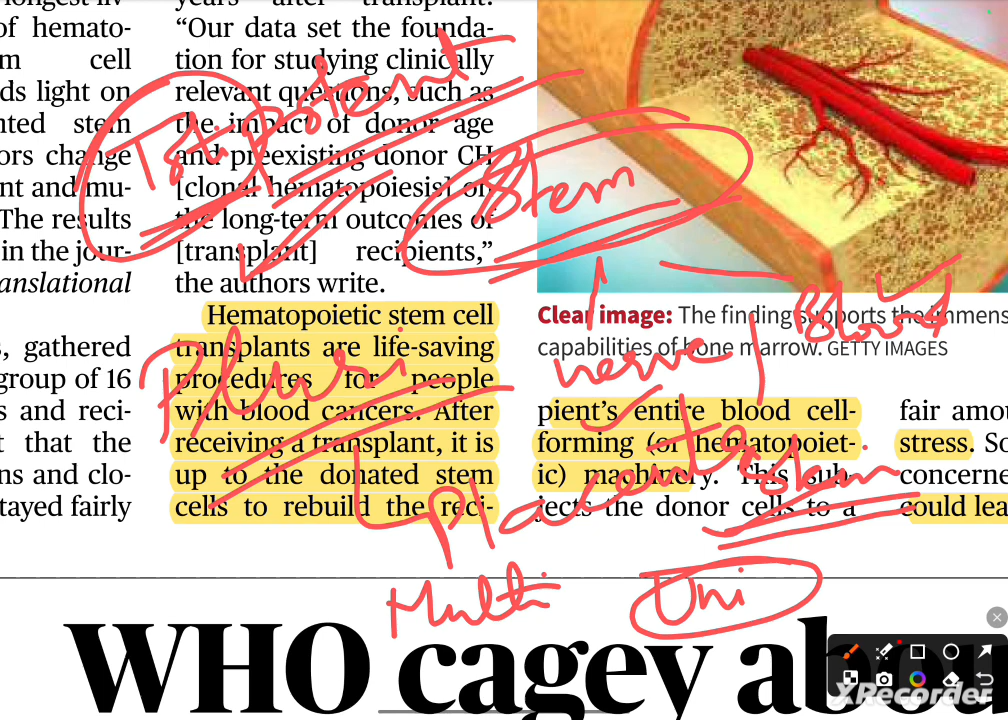 of hemato-
m cell
ds light on
nted stem
ors change
nt and mu-
The results
in the jour-
anslational
s, gathered
group of 16
s and reci-
t that the
ns and clo-
tayed fairly
years after transplant.
“Our data set the founda-
tion for studying clinically
relevant questions, such as
the impact of donor age
and preexisting donor CH
[clonal hematopoiesis] on
the long-term outcomes of
[transplant] recipients,”
the authors write.
Hematopoietic stem cell
transplants are life-saving
procedures for people
with blood cancers. After
receiving a transplant, it is
up to the donated stem
cells to rebuild the reci-
Clear image: The finding supports the immens
capabilities of bone marrow. GETTY IMAGES
pient’s entire blood cell-
forming (or hematopoiet-
ic) machinery. This sub-
jects the donor cells to a
fair amou
stress. So
concerne
could lea
WHO cagey abou
Toti
potent
Stem
Blood
nerve
Pluri
Placenta
stem
Multi
Uni
XRecorder